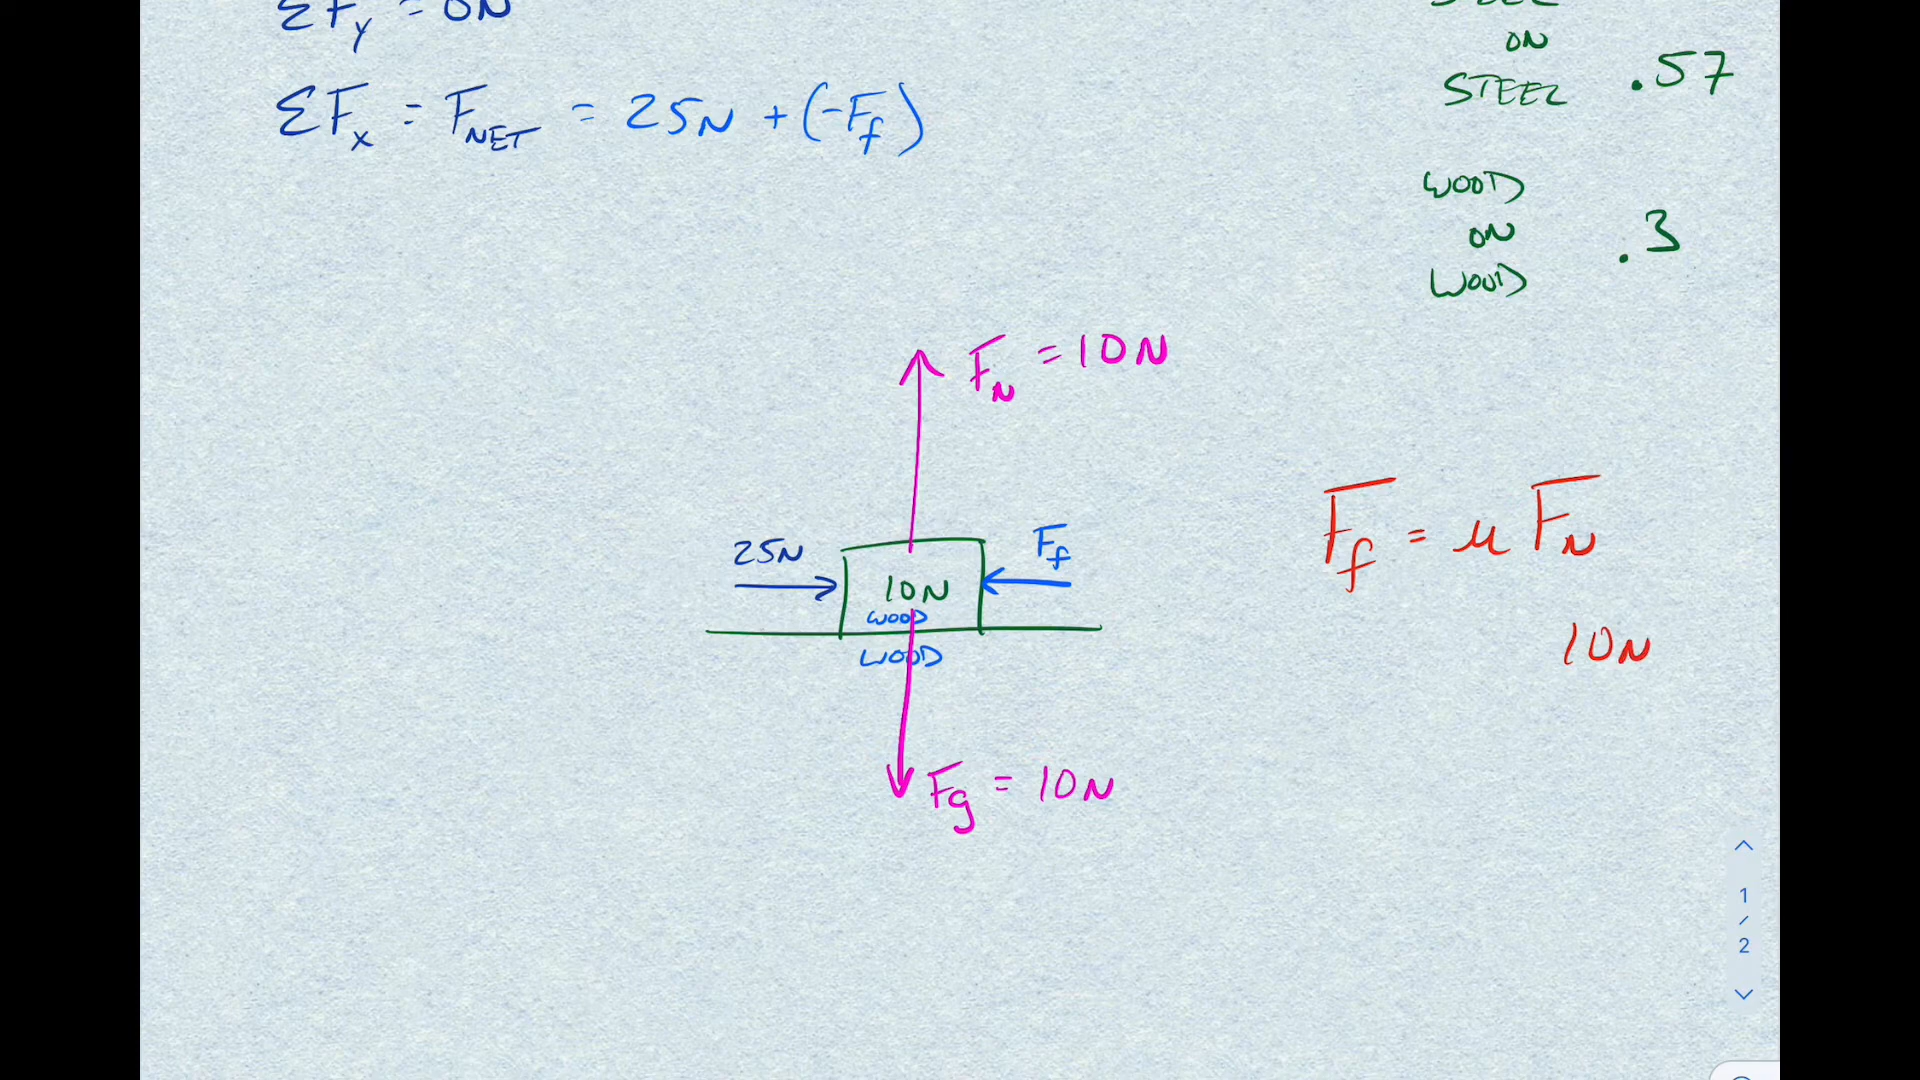 ΣFy = 0N
ΣFx = FNET = 25N + (-Ff)
ON
STEEL .57
WOOD
ON .3
WOOD
FN = 10N
25N
Ff
10N
WOOD
WOOD
Ff = μ FN
10N
Fg = 10N
1
/
2